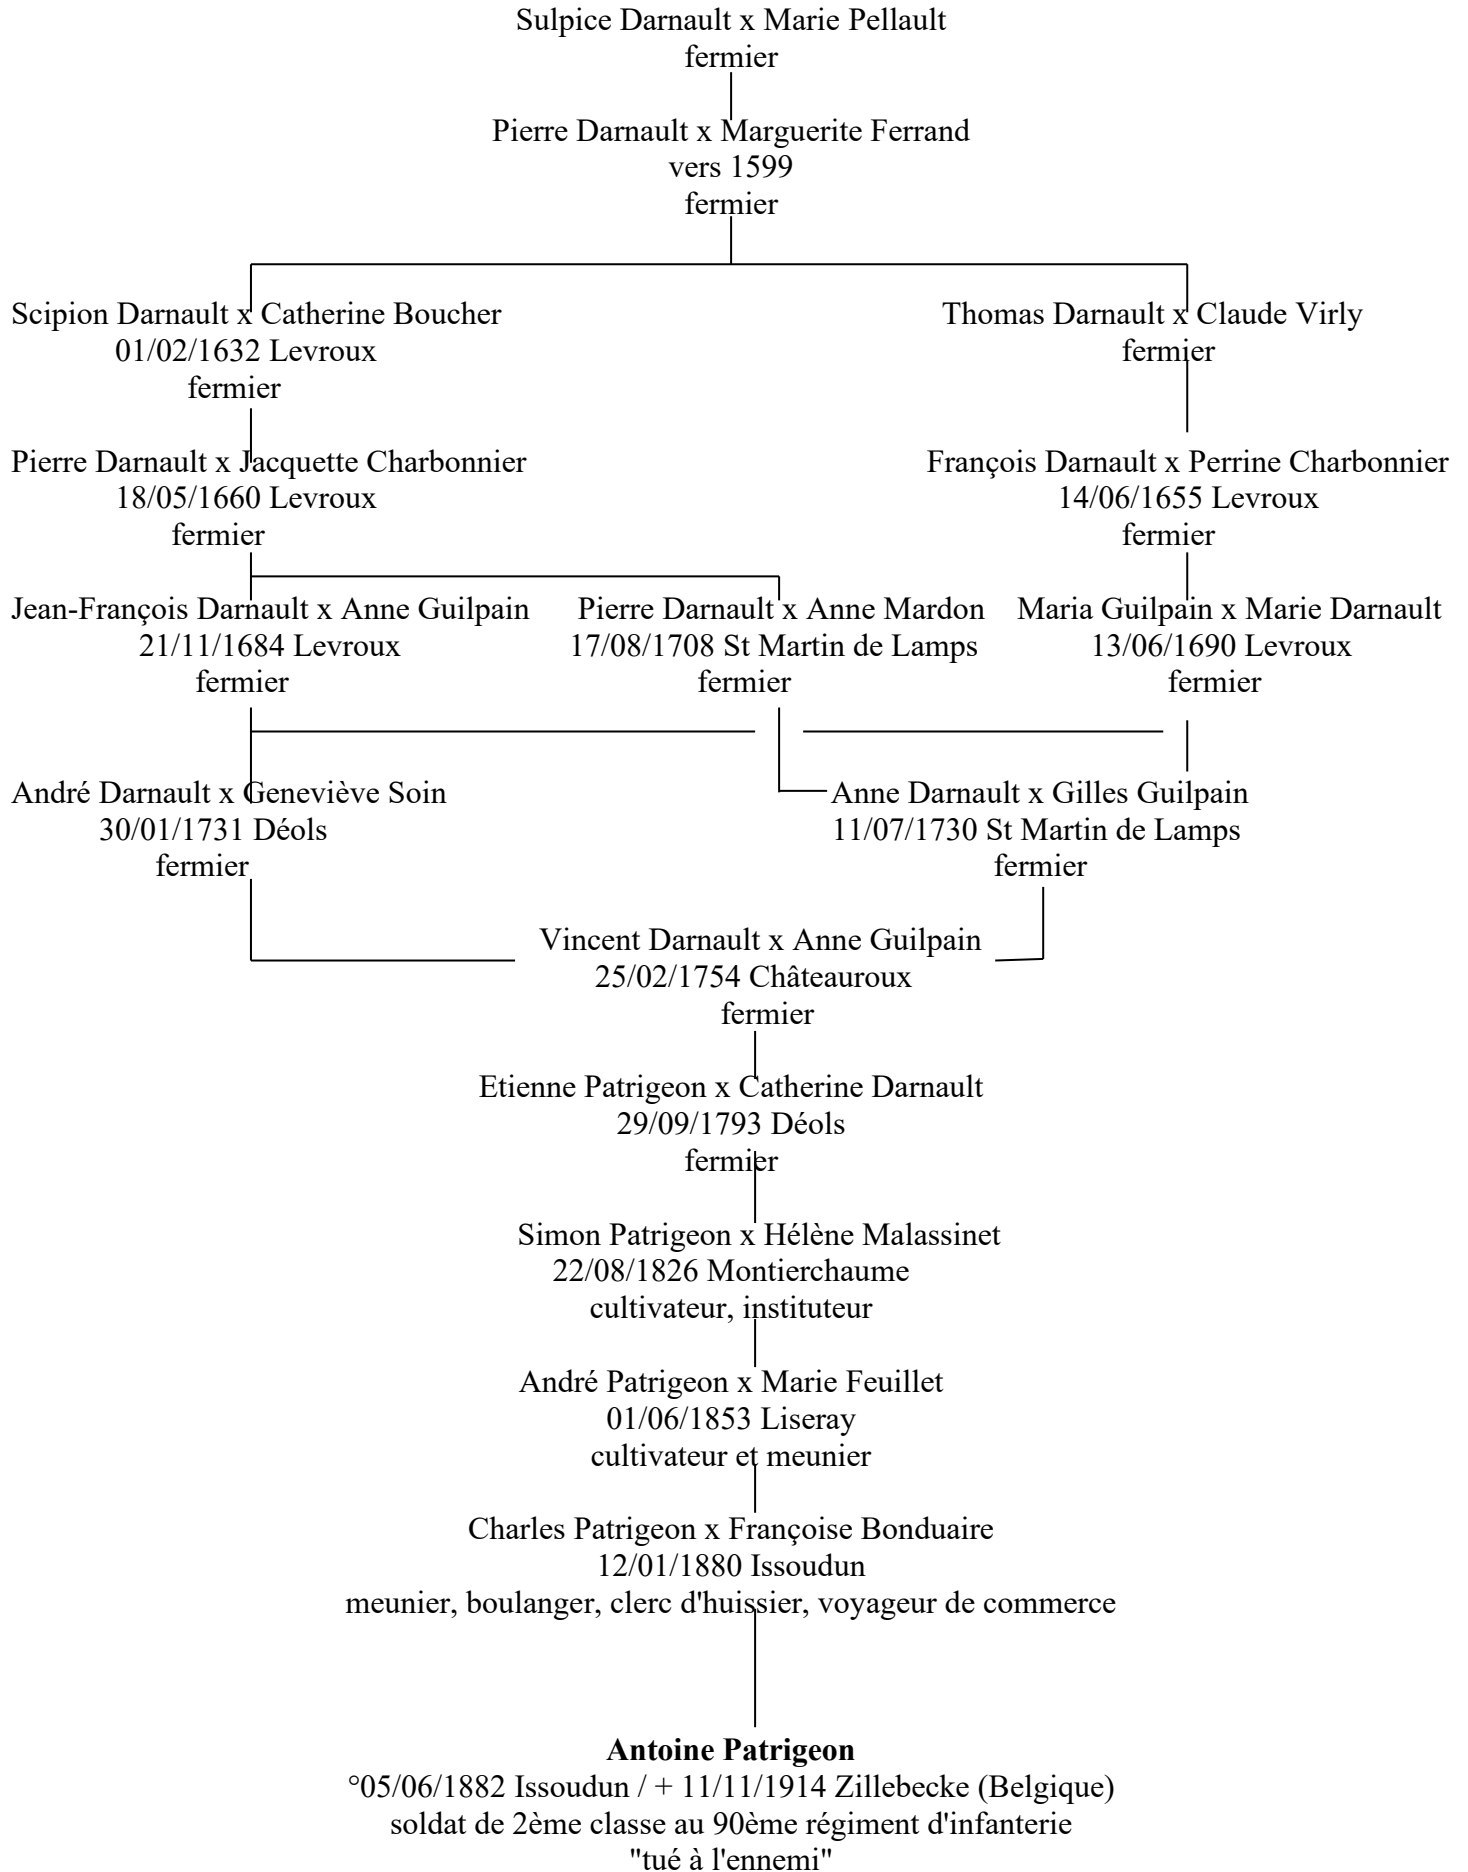 Sulpice Darnault x Marie Pellault
fermier
Pierre Darnault x Marguerite Ferrand
vers 1599
fermier
Scipion Darnault x Catherine Boucher
01/02/1632 Levroux
fermier
Thomas Darnault x Claude Virly
fermier
Pierre Darnault x Jacquette Charbonnier
18/05/1660 Levroux
fermier
François Darnault x Perrine Charbonnier
14/06/1655 Levroux
fermier
Jean-François Darnault x Anne Guilpain
21/11/1684 Levroux
fermier
Pierre Darnault x Anne Mardon
17/08/1708 St Martin de Lamps
fermier
Maria Guilpain x Marie Darnault
13/06/1690 Levroux
fermier
André Darnault x Geneviève Soin
30/01/1731 Déols
fermier
Anne Darnault x Gilles Guilpain
11/07/1730 St Martin de Lamps
fermier
Vincent Darnault x Anne Guilpain
25/02/1754 Châteauroux
fermier
Etienne Patrigeon x Catherine Darnault
29/09/1793 Déols
fermier
Simon Patrigeon x Hélène Malassinet
22/08/1826 Montierchaume
cultivateur, instituteur
André Patrigeon x Marie Feuillet
01/06/1853 Liseray
cultivateur et meunier
Charles Patrigeon x Françoise Bonduaire
12/01/1880 Issoudun
meunier, boulanger, clerc d'huissier, voyageur de commerce
Antoine Patrigeon
°05/06/1882 Issoudun / + 11/11/1914 Zillebecke (Belgique)
soldat de 2ème classe au 90ème régiment d'infanterie
"tué à l'ennemi"